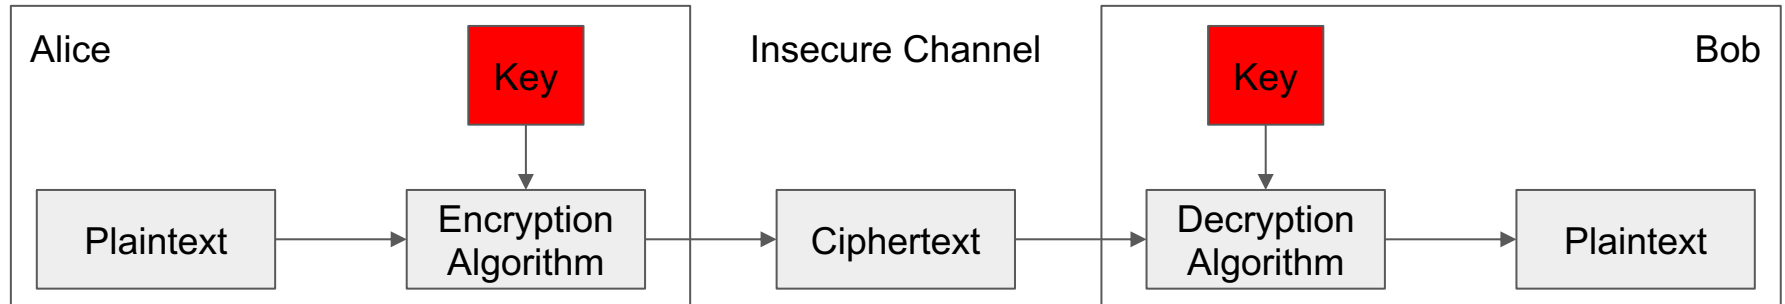 Alice
Key
Insecure Channel
Key
Bob
Plaintext
Encryption
Algorithm
Ciphertext
Decryption
Algorithm
Plaintext